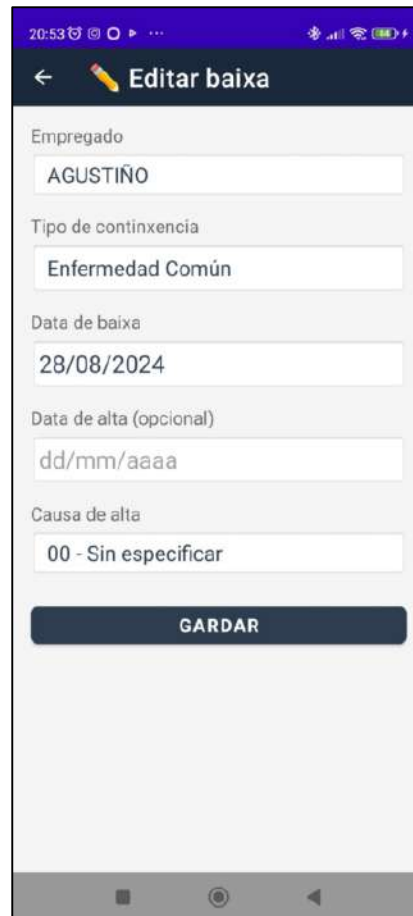 20:53 ... 44
Editar baixa
Empregado
AGUSTIÑO
Tipo de continxencia
Enfermedad Común
Data de baixa
28/08/2024
Data de alta (opcional)
dd/mm/aaaa
Causa de alta
00 - Sin especificar
GARDAR